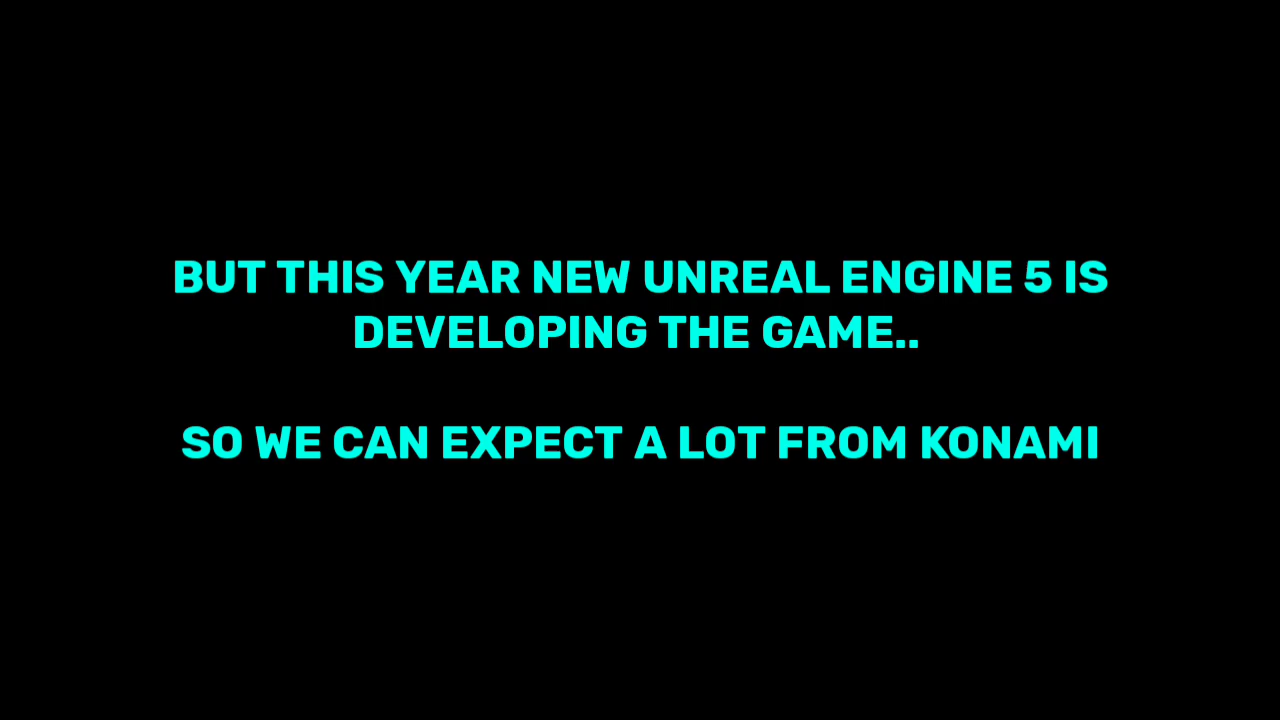 BUT THIS YEAR NEW UNREAL ENGINE 5 IS
DEVELOPING THE GAME..
SO WE CAN EXPECT A LOT FROM KONAMI